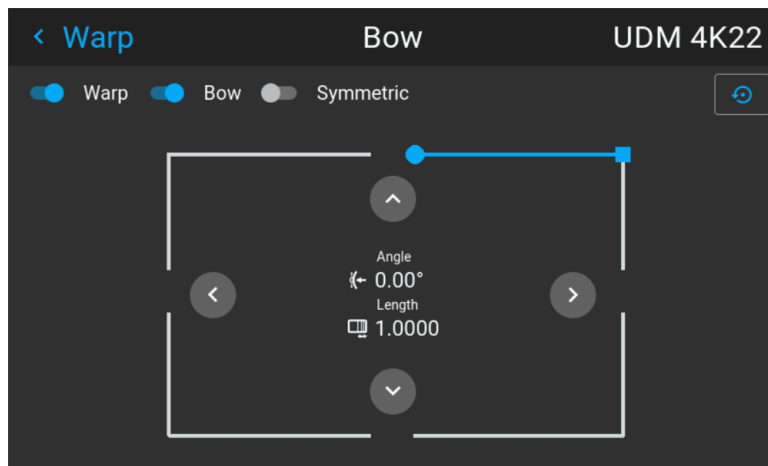 Warp Bow UDM 4K22
Warp Bow Symmetric
Angle
0.00°
Length
1.0000